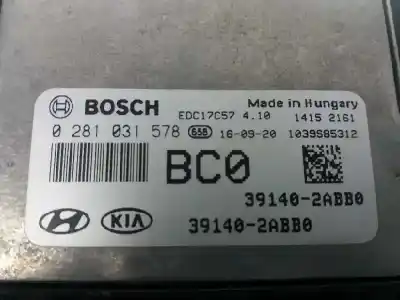 BOSCH EDC17C57 4.10 Made in Hungary
0 281 031 578 658 16-09-20 1415 2161
1039S85312
BC0
39140-2ABB0
KIA 39140-2ABB0